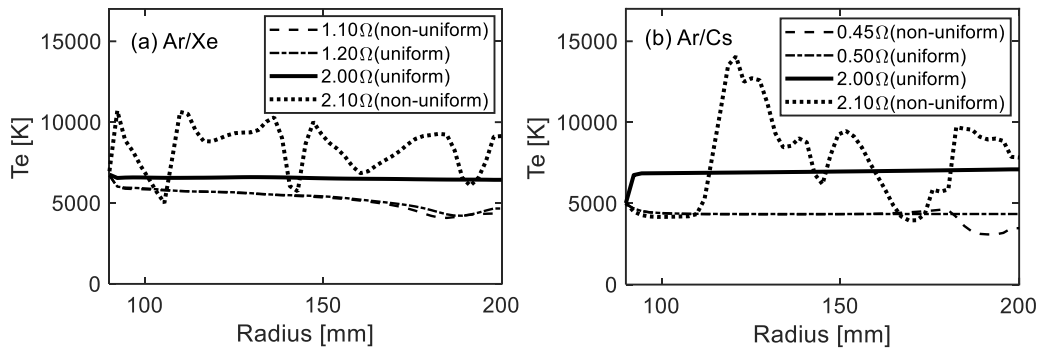 (a) Ar/Xe
1.10Ω(non-uniform)
1.20Ω(uniform)
2.00Ω(uniform)
2.10Ω(non-uniform)
15000
10000
5000
0
Te [K]
100
150
200
Radius [mm]
(b) Ar/Cs
0.45Ω(non-uniform)
0.50Ω(uniform)
2.00Ω(uniform)
2.10Ω(non-uniform)
15000
10000
5000
0
Te [K]
100
150
200
Radius [mm]